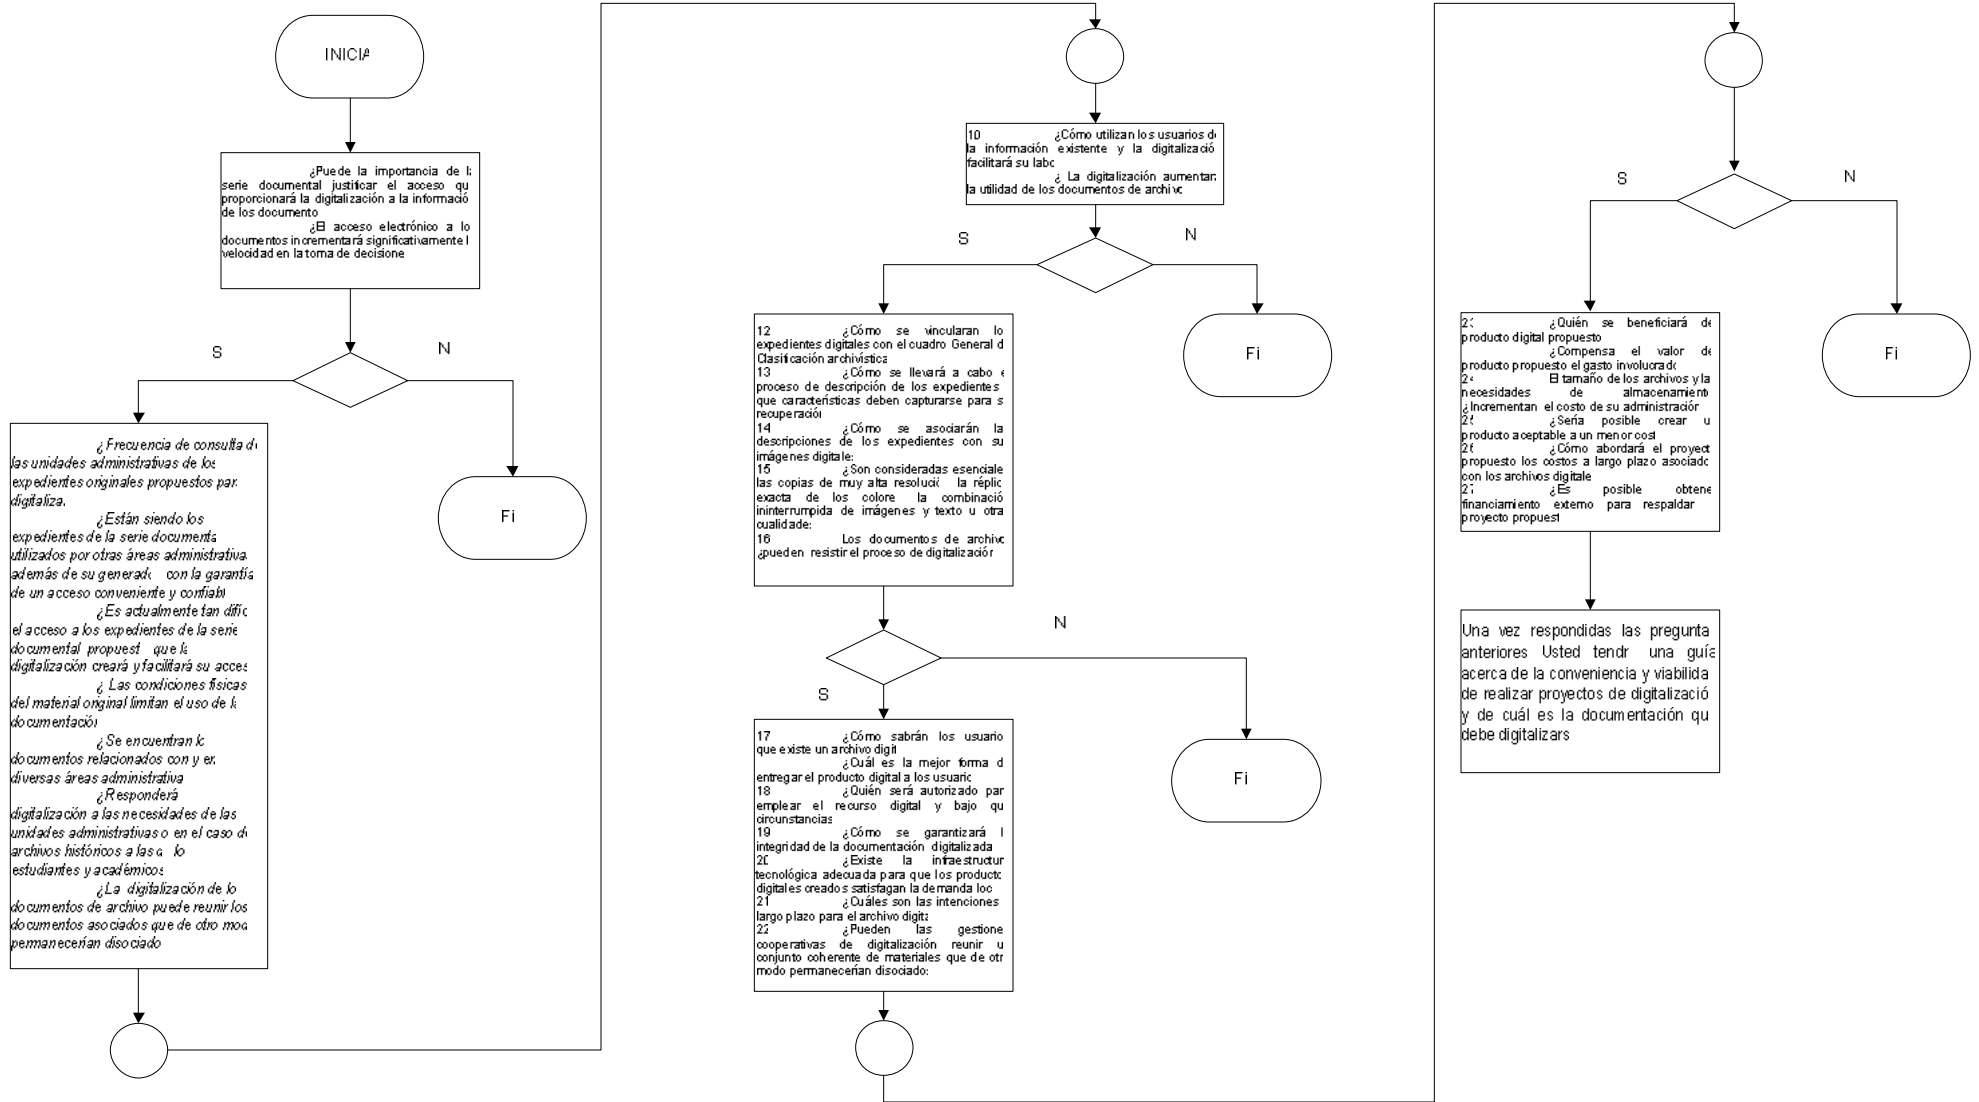 INICIA
¿Puede la importancia de l
serie documental justificar el acceso qu
proporcionará la digitalización a la informació
de los documento
¿El acceso electrónico a lo
documentos incrementará significativamente l
velocidad en la toma de decisione
S
N
Fi
¿Frecuencia de consulta d
las unidades administrativas de los
expedientes originales propuestos par
digitaliza
¿Están siendo los
expedientes de la serie documenta
utilizados por otras áreas administrativa
además de su generad con la garantía
de un acceso conveniente y confiabl
¿Es actualmente tan difíc
el acceso a los expedientes de la serie
documental propuest que la
digitalización creará y facilitará su acces
¿ Las condiciones físicas
del material original limitan el uso de l
documentación
¿Se encuentran lo
documentos relacionados con y en
diversas áreas administrativa
¿Responderá
digitalización a las necesidades de las
unidades administrativas o en el caso de
archivos históricos a las lo
estudiantes y académicos
¿La digitalización de lo
documentos de archivo puede reunir los
documentos asociados que de otro mod
permanecerían disociado
10 ¿Cómo utilizan los usuarios de
la información existente y la digitalizació
facilitará su labo
¿ La digitalización aumentar
la utilidad de los documentos de archivo
S
N
Fi
12 ¿Cómo se vincularan lo
expedientes digitales con el cuadro General d
Clasificación archivística
13 ¿Cómo se llevará a cabo e
proceso de descripción de los expedientes
que características deben capturarse para s
recuperación
14 ¿Cómo se asociarán la
descripciones de los expedientes con su
imágenes digitale
15 ¿Son consideradas esenciale
las copias de muy alta resolució la réplic
exacta de los colore la combinació
ininterrumpida de imágenes y texto u otra
cualidade
16 Los documentos de archivo
¿pueden resistir el proceso de digitalización
N
S
Fi
17 ¿Cómo sabrán los usuario
que existe un archivo digit
¿Cuál es la mejor forma d
entregar el producto digital a los usuario
18 ¿Quién será autorizado par
emplear el recurso digital y bajo qu
circunstancias
19 ¿Cómo se garantizará l
integridad de la documentación digitalizada
20 ¿Existe la infraestructur
tecnológica adecuada para que los producto
digitales creados satisfagan la demanda loc
21 ¿Cuáles son las intenciones
largo plazo para el archivo digita
22 ¿Pueden las gestione
cooperativas de digitalización reunir u
conjunto coherente de materiales que de otr
modo permanecerían disociado
S
N
Fi
23 ¿Quién se beneficiará de
producto digital propuesto
¿Compensa el valor de
producto propuesto el gasto involucrado
24 El tamaño de los archivos y la
necesidades de almacenamiento
¿Incrementan el costo de su administración
25 ¿Sería posible crear u
producto aceptable a un menor cost
26 ¿Cómo abordará el proyect
propuesto los costos a largo plazo asociado
con los archivos digitale
27 ¿Es posible obtene
financiamiento externo para respaldar
proyecto propuest
Una vez respondidas las pregunta
anteriores Usted tendr una guía
acerca de la conveniencia y viabilida
de realizar proyectos de digitalizació
y de cuál es la documentación qu
debe digitalizars